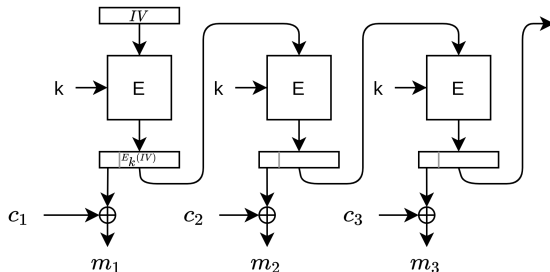 IV
k E k E k E
E_k(IV)
c_1 c_2 c_3
m_1 m_2 m_3